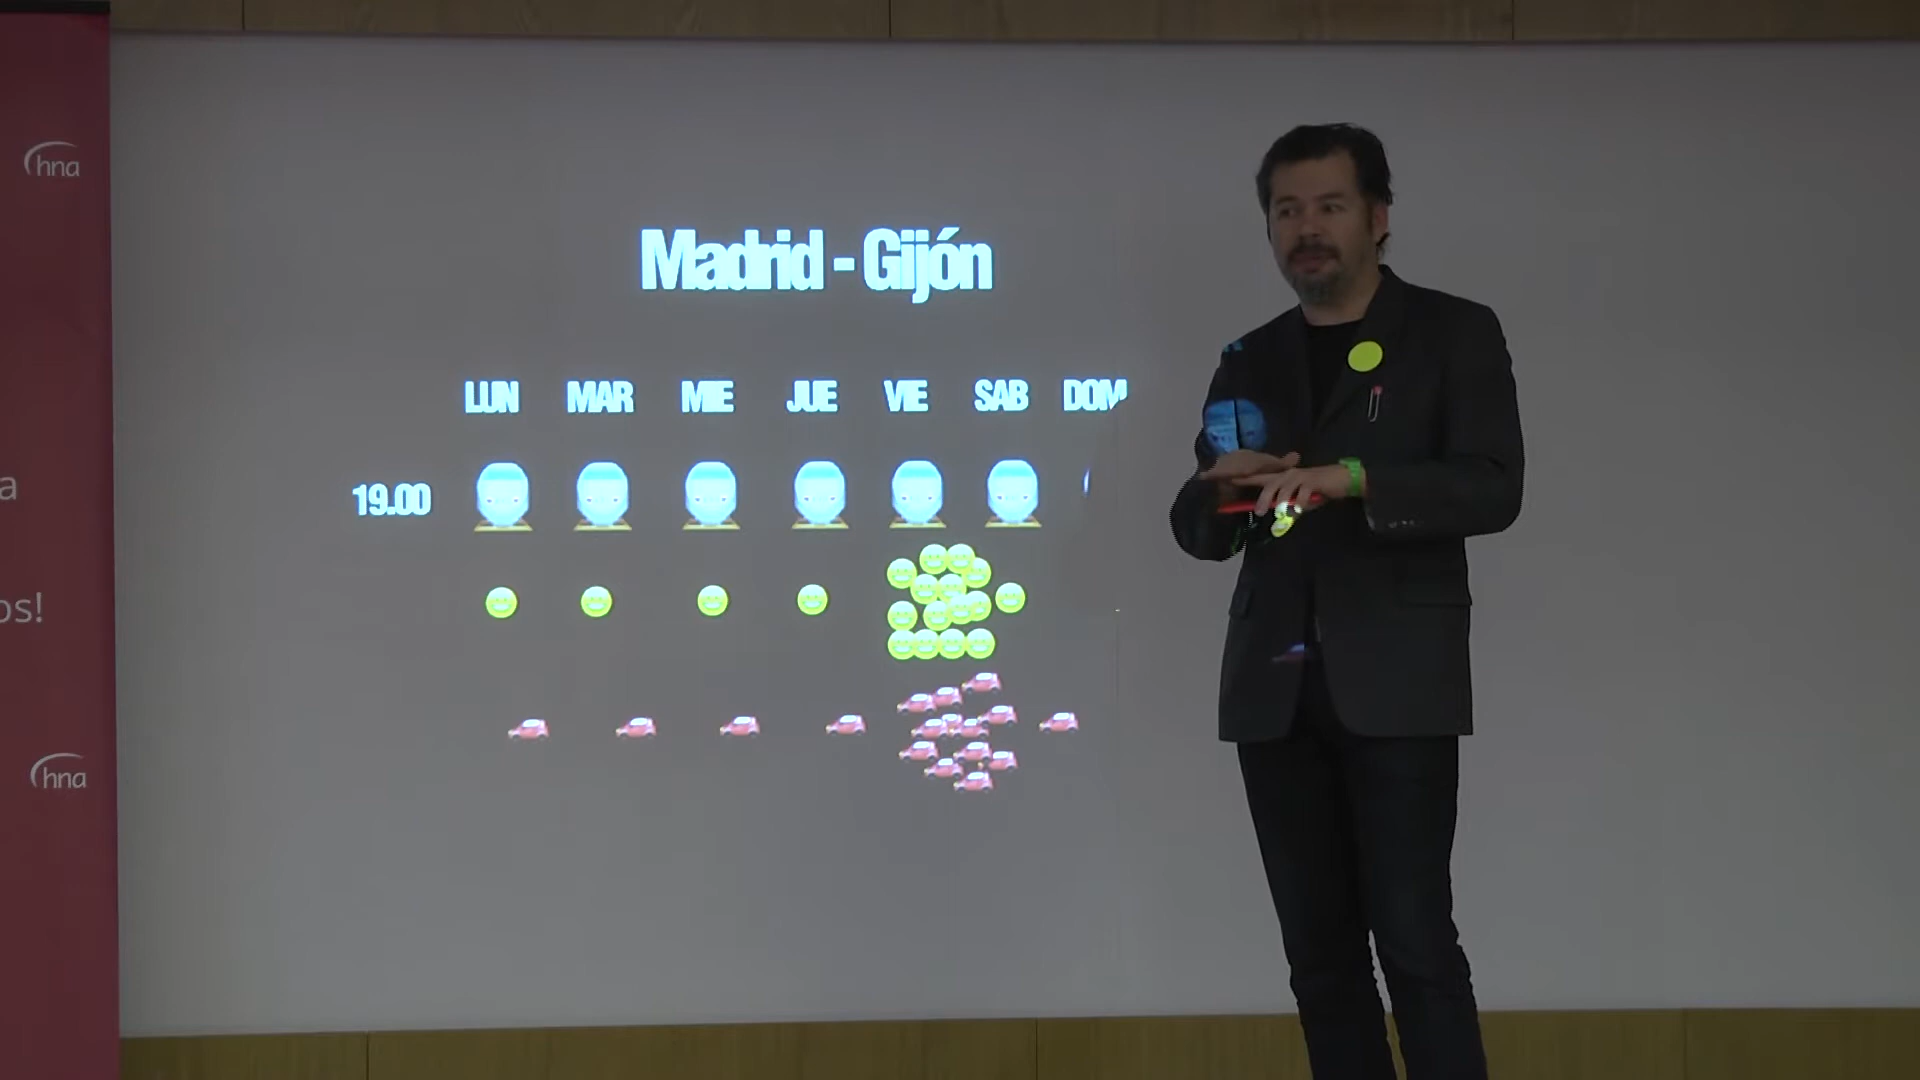 hna
Madrid - Gijón
LUN MAR MIE JUE VIE SAB DOM
a
19.00
os!
hna